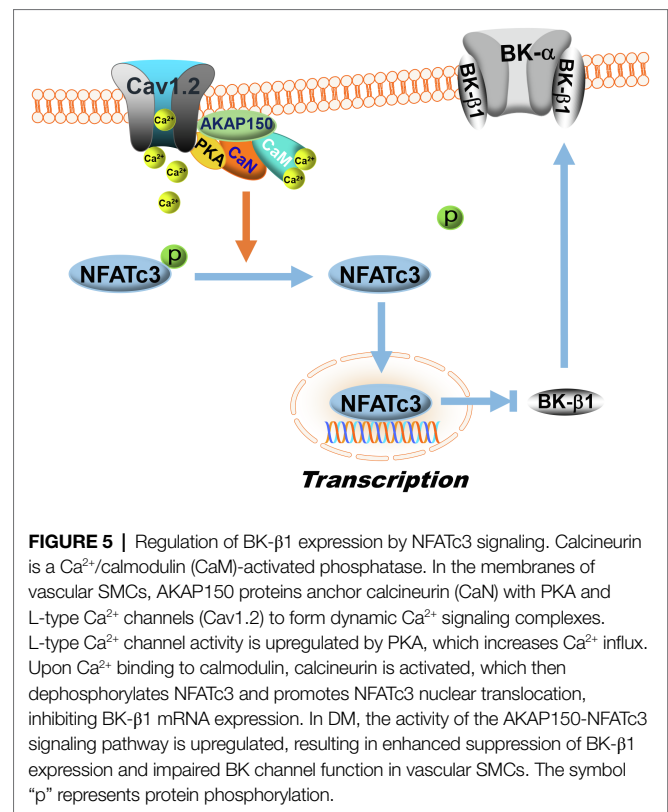 Cav1.2
BK-α
BK-β1
BK-β1
Ca²⁺
AKAP150
Ca²⁺
PKA
CaN
CaM
Ca²⁺
Ca²⁺
Ca²⁺
Ca²⁺
p
p
NFATc3
NFATc3
NFATc3
BK-β1
Transcription
FIGURE 5 | Regulation of BK-β1 expression by NFATc3 signaling. Calcineurin
is a Ca²⁺/calmodulin (CaM)-activated phosphatase. In the membranes of
vascular SMCs, AKAP150 proteins anchor calcineurin (CaN) with PKA and
L-type Ca²⁺ channels (Cav1.2) to form dynamic Ca²⁺ signaling complexes.
L-type Ca²⁺ channel activity is upregulated by PKA, which increases Ca²⁺ influx.
Upon Ca²⁺ binding to calmodulin, calcineurin is activated, which then
dephosphorylates NFATc3 and promotes NFATc3 nuclear translocation,
inhibiting BK-β1 mRNA expression. In DM, the activity of the AKAP150-NFATc3
signaling pathway is upregulated, resulting in enhanced suppression of BK-β1
expression and impaired BK channel function in vascular SMCs. The symbol
“p” represents protein phosphorylation.